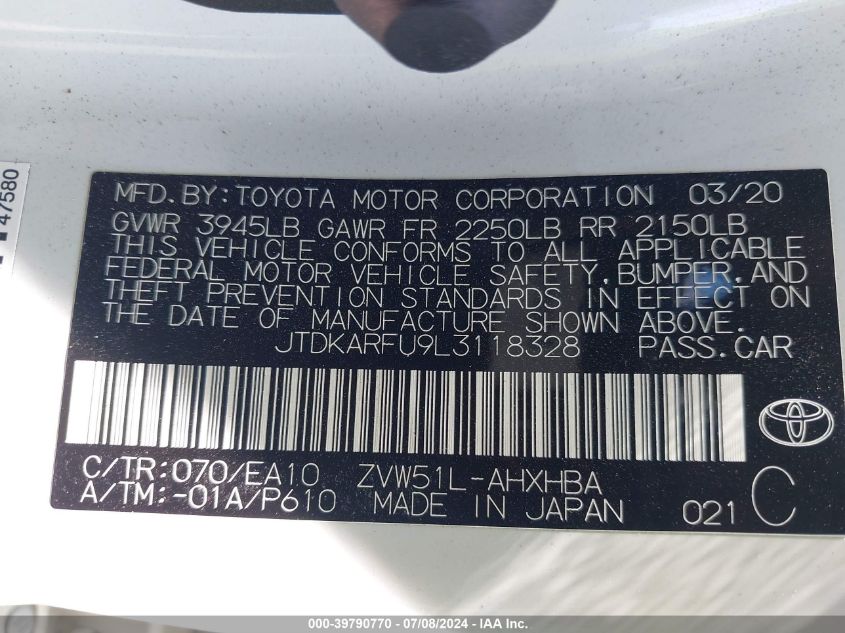 47580
MFD.BY:TOYOTA MOTOR CORPORATION 03/20
GVWR 3945LB GAWR FR 2250LB RR 2150LB
THIS VEHICLE CONFORMS TO ALL APPLICABLE
FEDERAL MOTOR VEHICLE SAFETY,BUMPER,AND
THEFT PREVENTION STANDARDS IN EFFECT ON
THE DATE OF MANUFACTURE SHOWN ABOVE.
JTDKARFU9L3118328 PASS.CAR
C/TR:070/EA10 ZVW51L-AHXHBA
A/TM:-01A/P610 MADE IN JAPAN 021 C
000-39790770 - 07/08/2024 - IAA Inc.